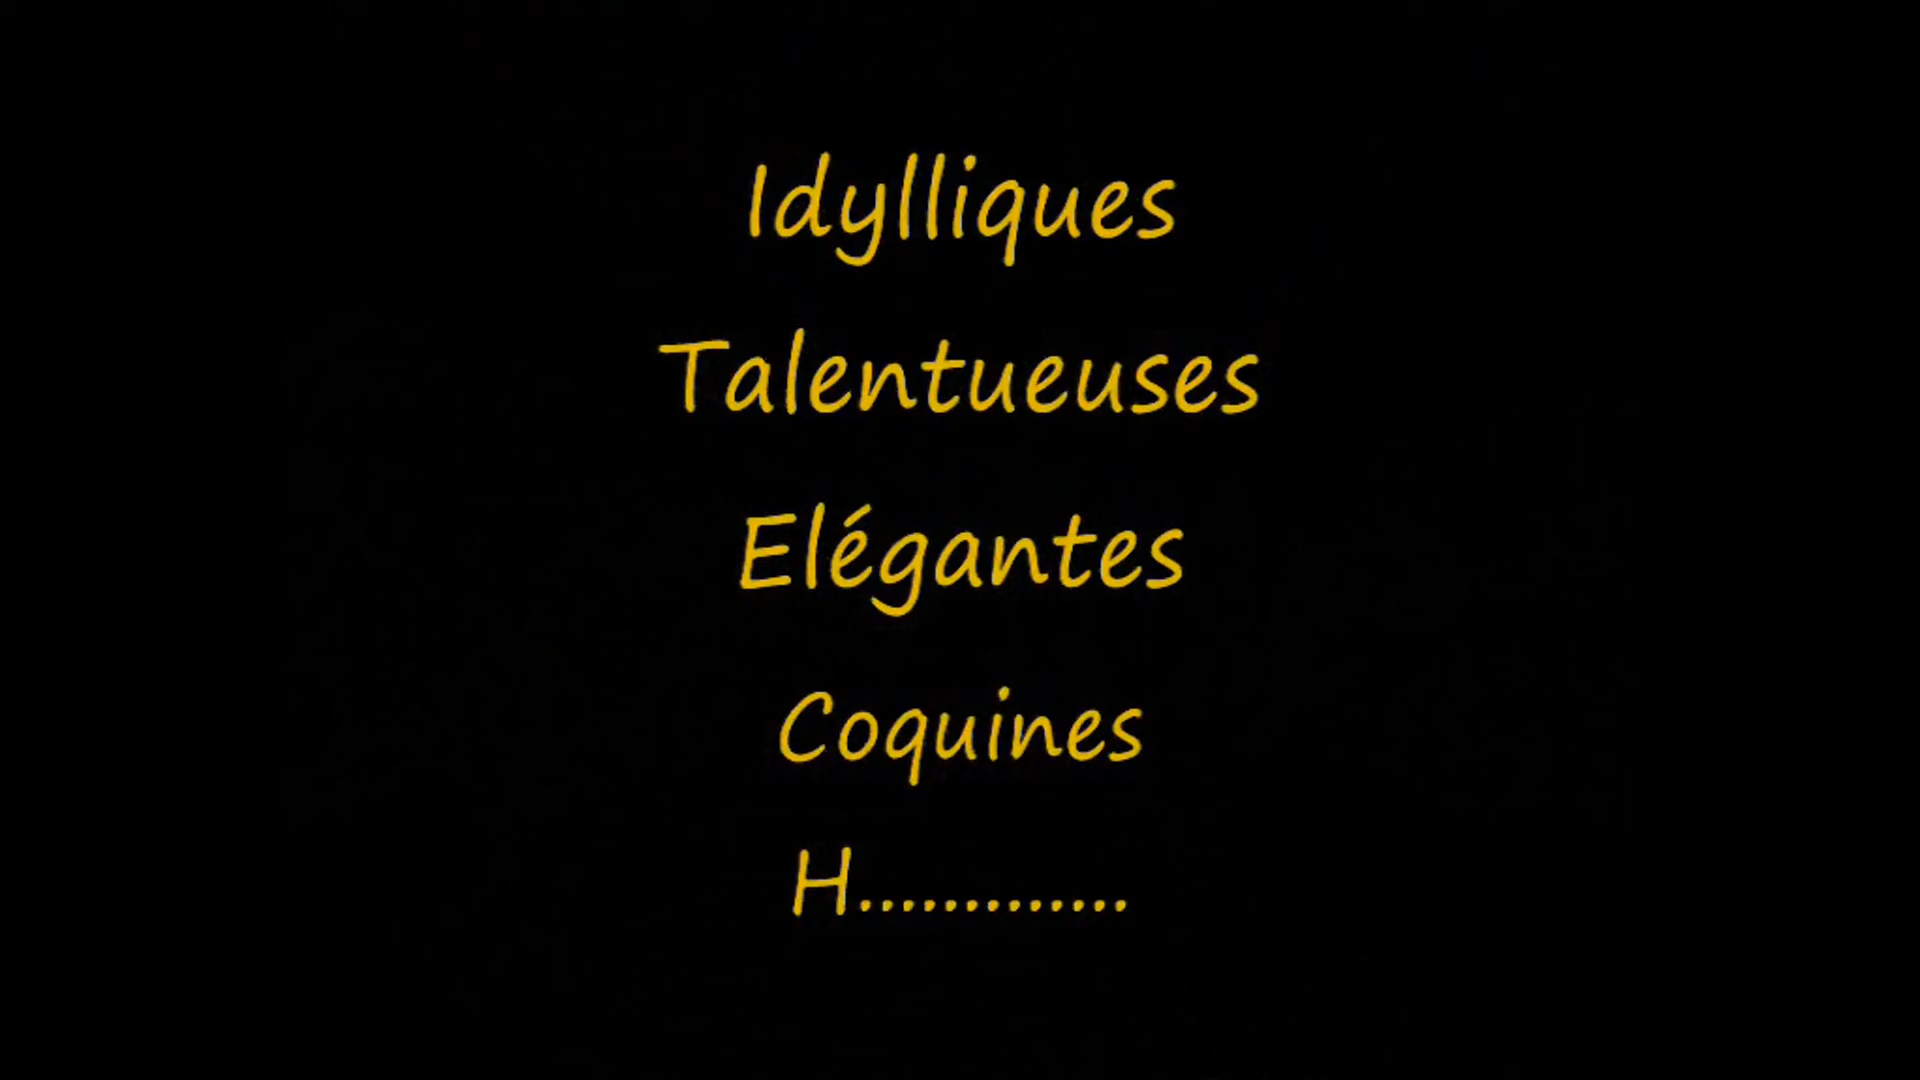 Idylliques
Talentueuses
Elégantes
Coquines
H.............